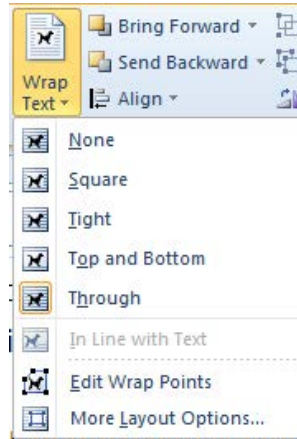 Bring Forward
Send Backward
Wrap
Text
Align
None
Square
Tight
Top and Bottom
Through
In Line with Text
Edit Wrap Points
More Layout Options...